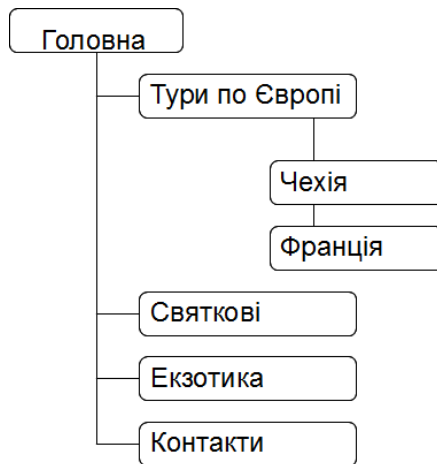 Головна
Тури по Європі
Чехія
Франція
Святкові
Екзотика
Контакти